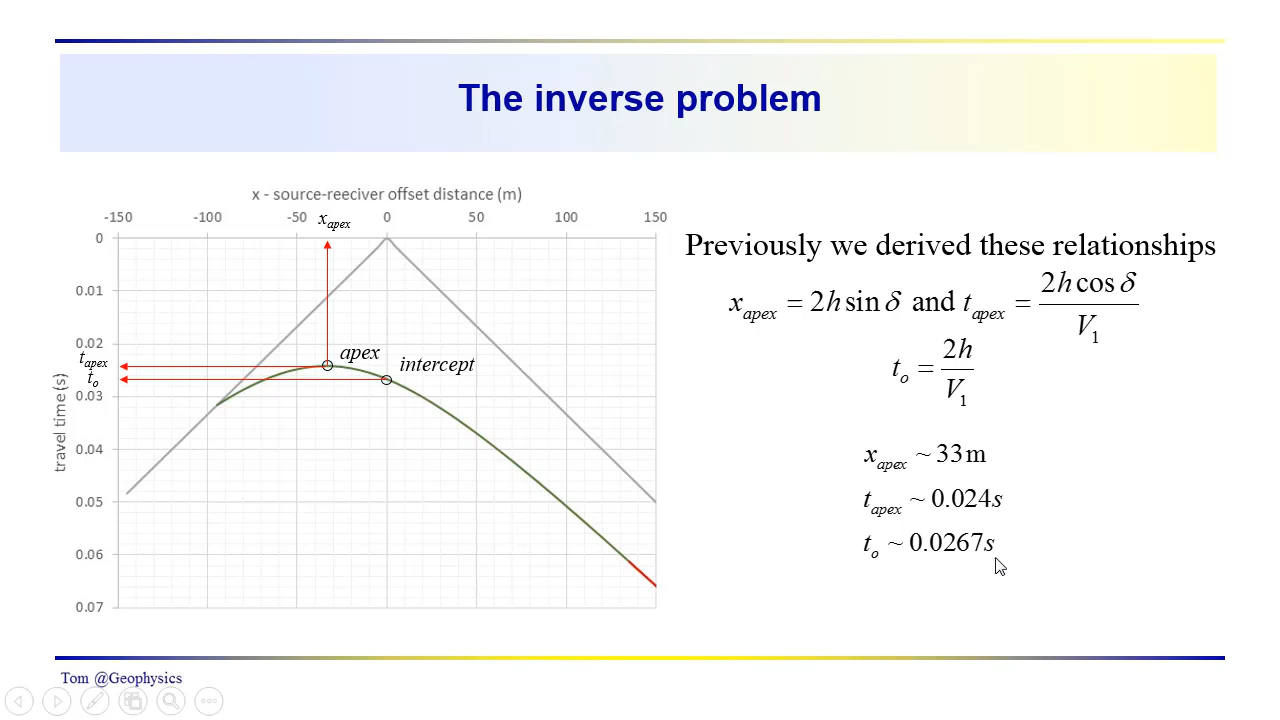 The inverse problem
x - source-reeciver offset distance (m)
-150 -100 -50 0 50 100 150
x_apex
0
0.01
0.02
0.03
0.04
0.05
0.06
0.07
travel time (s)
t_apex
t_o
apex
intercept
Previously we derived these relationships
x_apex = 2h sin δ and t_apex = 2h cos δ / V_1
t_o = 2h / V_1
x_apex ~ 33 m
t_apex ~ 0.024s
t_o ~ 0.0267s
Tom @Geophysics